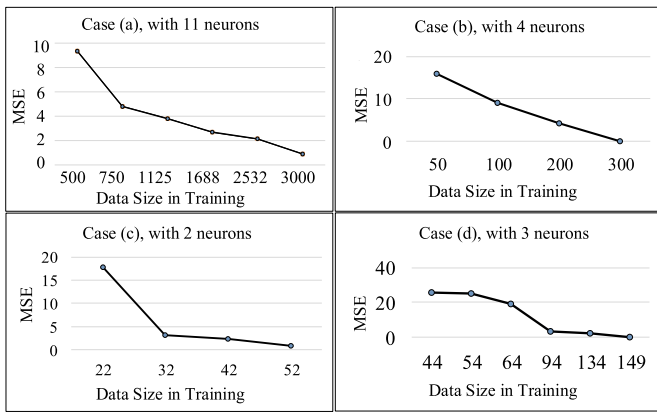 Case (a), with 11 neurons
10
8
6
4
2
0
MSE
500 750 1125 1688 2532 3000
Data Size in Training
Case (b), with 4 neurons
20
10
0
MSE
50 100 200 300
Data Size in Training
Case (c), with 2 neurons
20
15
10
5
0
MSE
22 32 42 52
Data Size in Training
Case (d), with 3 neurons
40
20
0
MSE
44 54 64 94 134 149
Data Size in Training